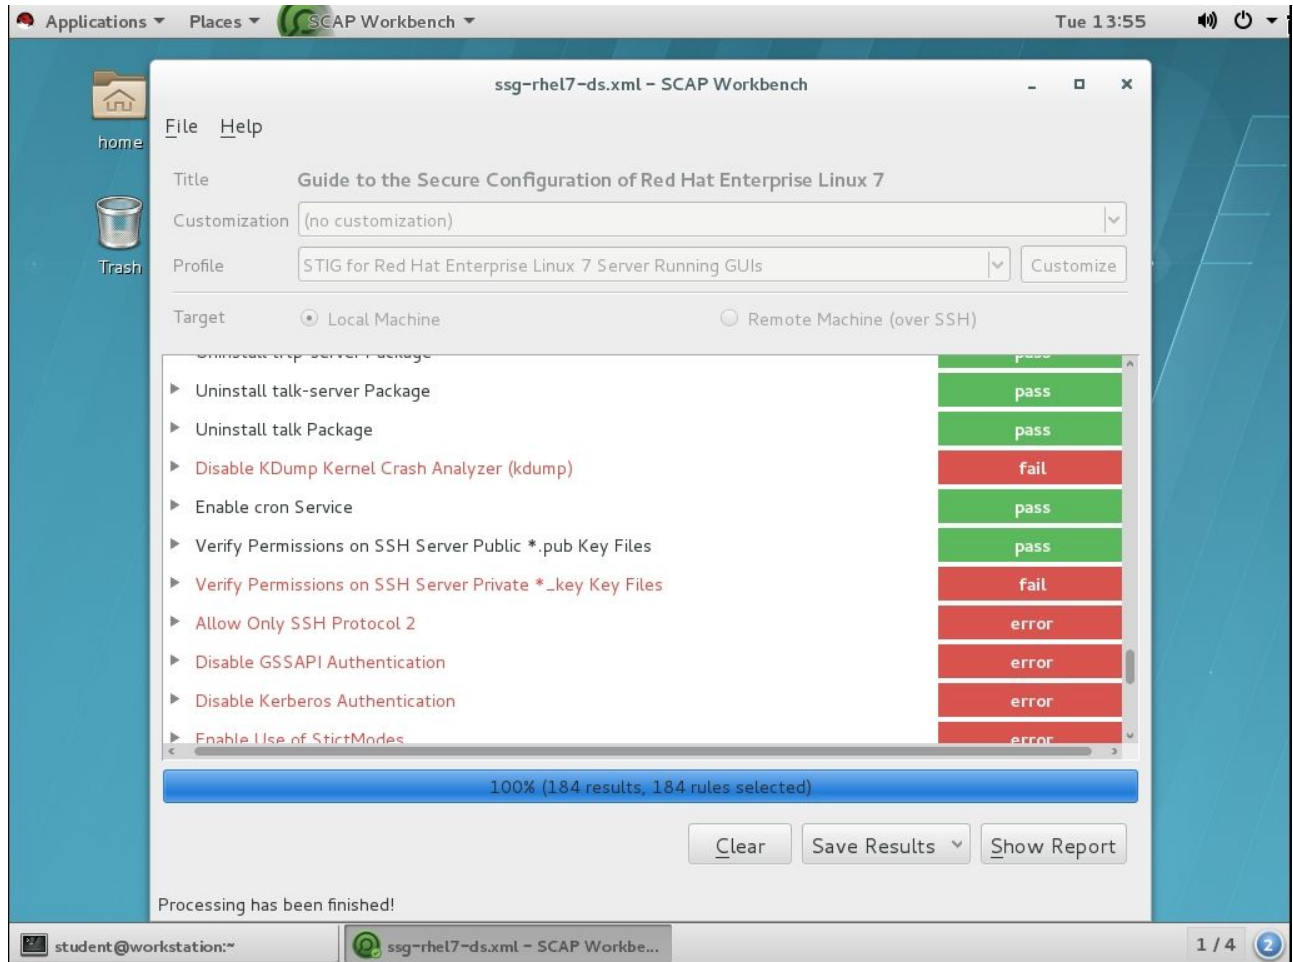 Applications Places SCAP Workbench Tue 13:55
ssg-rhel7-ds.xml – SCAP Workbench
home
File Help
Title Guide to the Secure Configuration of Red Hat Enterprise Linux 7
Customization (no customization)
Trash
Profile STIG for Red Hat Enterprise Linux 7 Server Running GUIs Customize
Target Local Machine Remote Machine (over SSH)
pass
Uninstall talk-server Package pass
Uninstall talk Package pass
Disable KDump Kernel Crash Analyzer (kdump) fail
Enable cron Service pass
Verify Permissions on SSH Server Public *.pub Key Files pass
Verify Permissions on SSH Server Private *_key Key Files fail
Allow Only SSH Protocol 2 error
Disable GSSAPI Authentication error
Disable Kerberos Authentication error
Enable Use of StictModes error
100% (184 results, 184 rules selected)
Clear Save Results Show Report
Processing has been finished!
student@workstation:~ ssg-rhel7-ds.xml – SCAP Workbe... 1 / 4 2